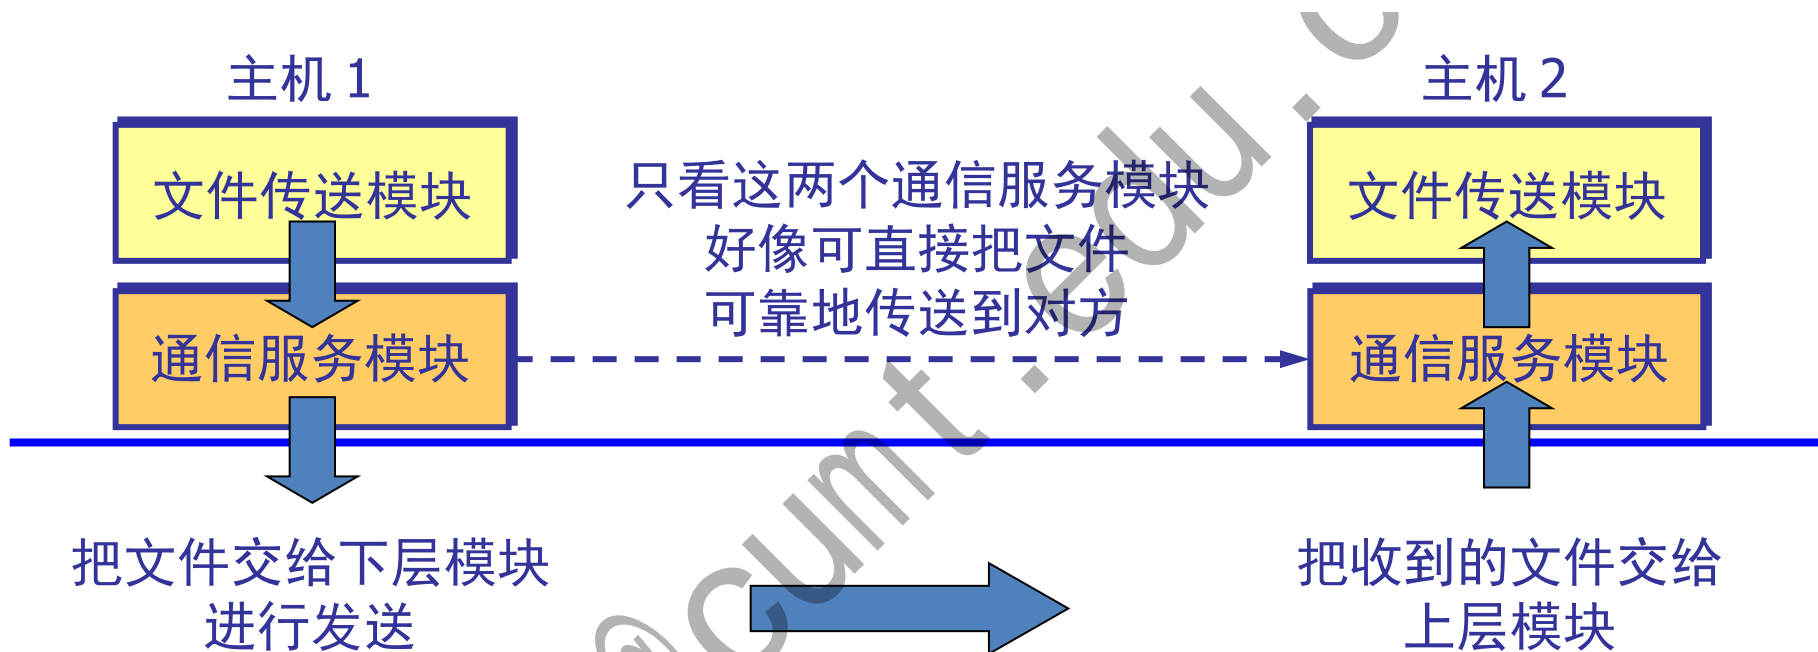 主机 1
主机 2
文件传送模块
只看这两个通信服务模块
好像可直接把文件
可靠地传送到对方
文件传送模块
通信服务模块
通信服务模块
把文件交给下层模块
进行发送
把收到的文件交给
上层模块
@cumt.edu.c